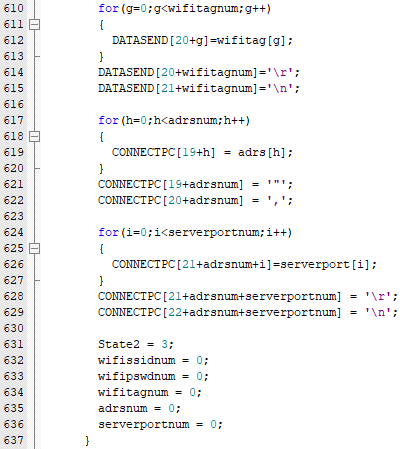 610 for(g=0;g<wifitagnum;g++)
611 {
612 DATASEND[20+g]=wifitag[g];
613 }
614 DATASEND[20+wifitagnum]='\r';
615 DATASEND[21+wifitagnum]='\n';
616
617 for(h=0;h<adrsnum;h++)
618 {
619 CONNECTPC[19+h] = adrs[h];
620 }
621 CONNECTPC[19+adrsnum] = '"';
622 CONNECTPC[20+adrsnum] = ',';
623
624 for(i=0;i<serverportnum;i++)
625 {
626 CONNECTPC[21+adrsnum+i]=serverport[i];
627 }
628 CONNECTPC[21+adrsnum+serverportnum] = '\r';
629 CONNECTPC[22+adrsnum+serverportnum] = '\n';
630
631 State2 = 3;
632 wifissidnum = 0;
633 wifipswdnum = 0;
634 wifitagnum = 0;
635 adrsnum = 0;
636 serverportnum = 0;
637 }